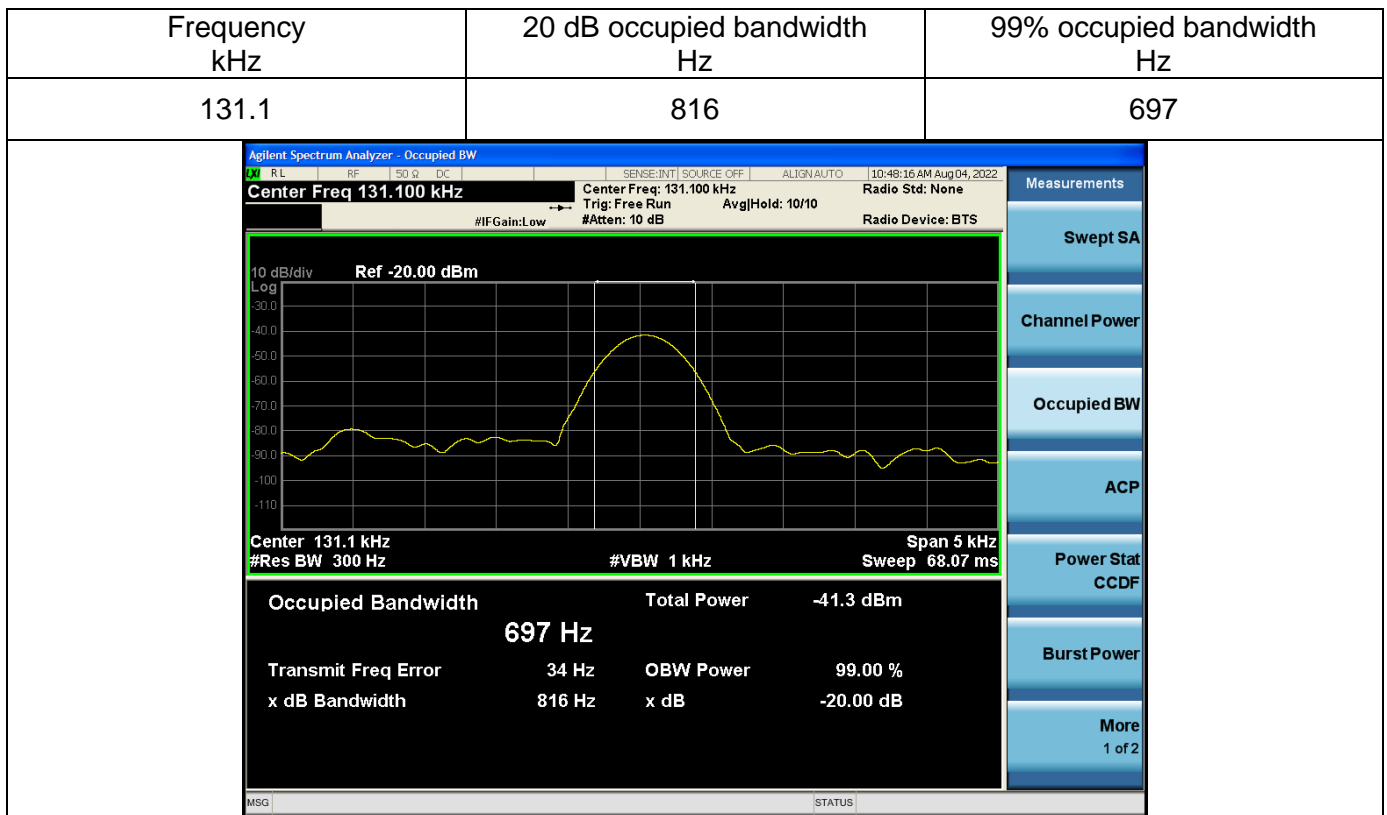 Frequency 20 dB occupied bandwidth 99% occupied bandwidth
kHz Hz Hz
131.1 816 697
Agilent Spectrum Analyzer - Occupied BW
LXI RL RF 50 Ω DC SENSE:INT SOURCE OFF ALIGN AUTO 10:48:16 AM Aug 04, 2022
Center Freq 131.100 kHz Center Freq: 131.100 kHz Radio Std: None
Trig: Free Run Avg|Hold: 10/10
#IFGain:Low #Atten: 10 dB Radio Device: BTS
10 dB/div Ref -20.00 dBm
Log
-30.0
-40.0
-50.0
-60.0
-70.0
-80.0
-90.0
-100
-110
Center 131.1 kHz Span 5 kHz
#Res BW 300 Hz #VBW 1 kHz Sweep 68.07 ms
Occupied Bandwidth Total Power -41.3 dBm
697 Hz
Transmit Freq Error 34 Hz OBW Power 99.00 %
x dB Bandwidth 816 Hz x dB -20.00 dB
MSG STATUS
Measurements
Swept SA
Channel Power
Occupied BW
ACP
Power Stat
CCDF
Burst Power
More
1 of 2